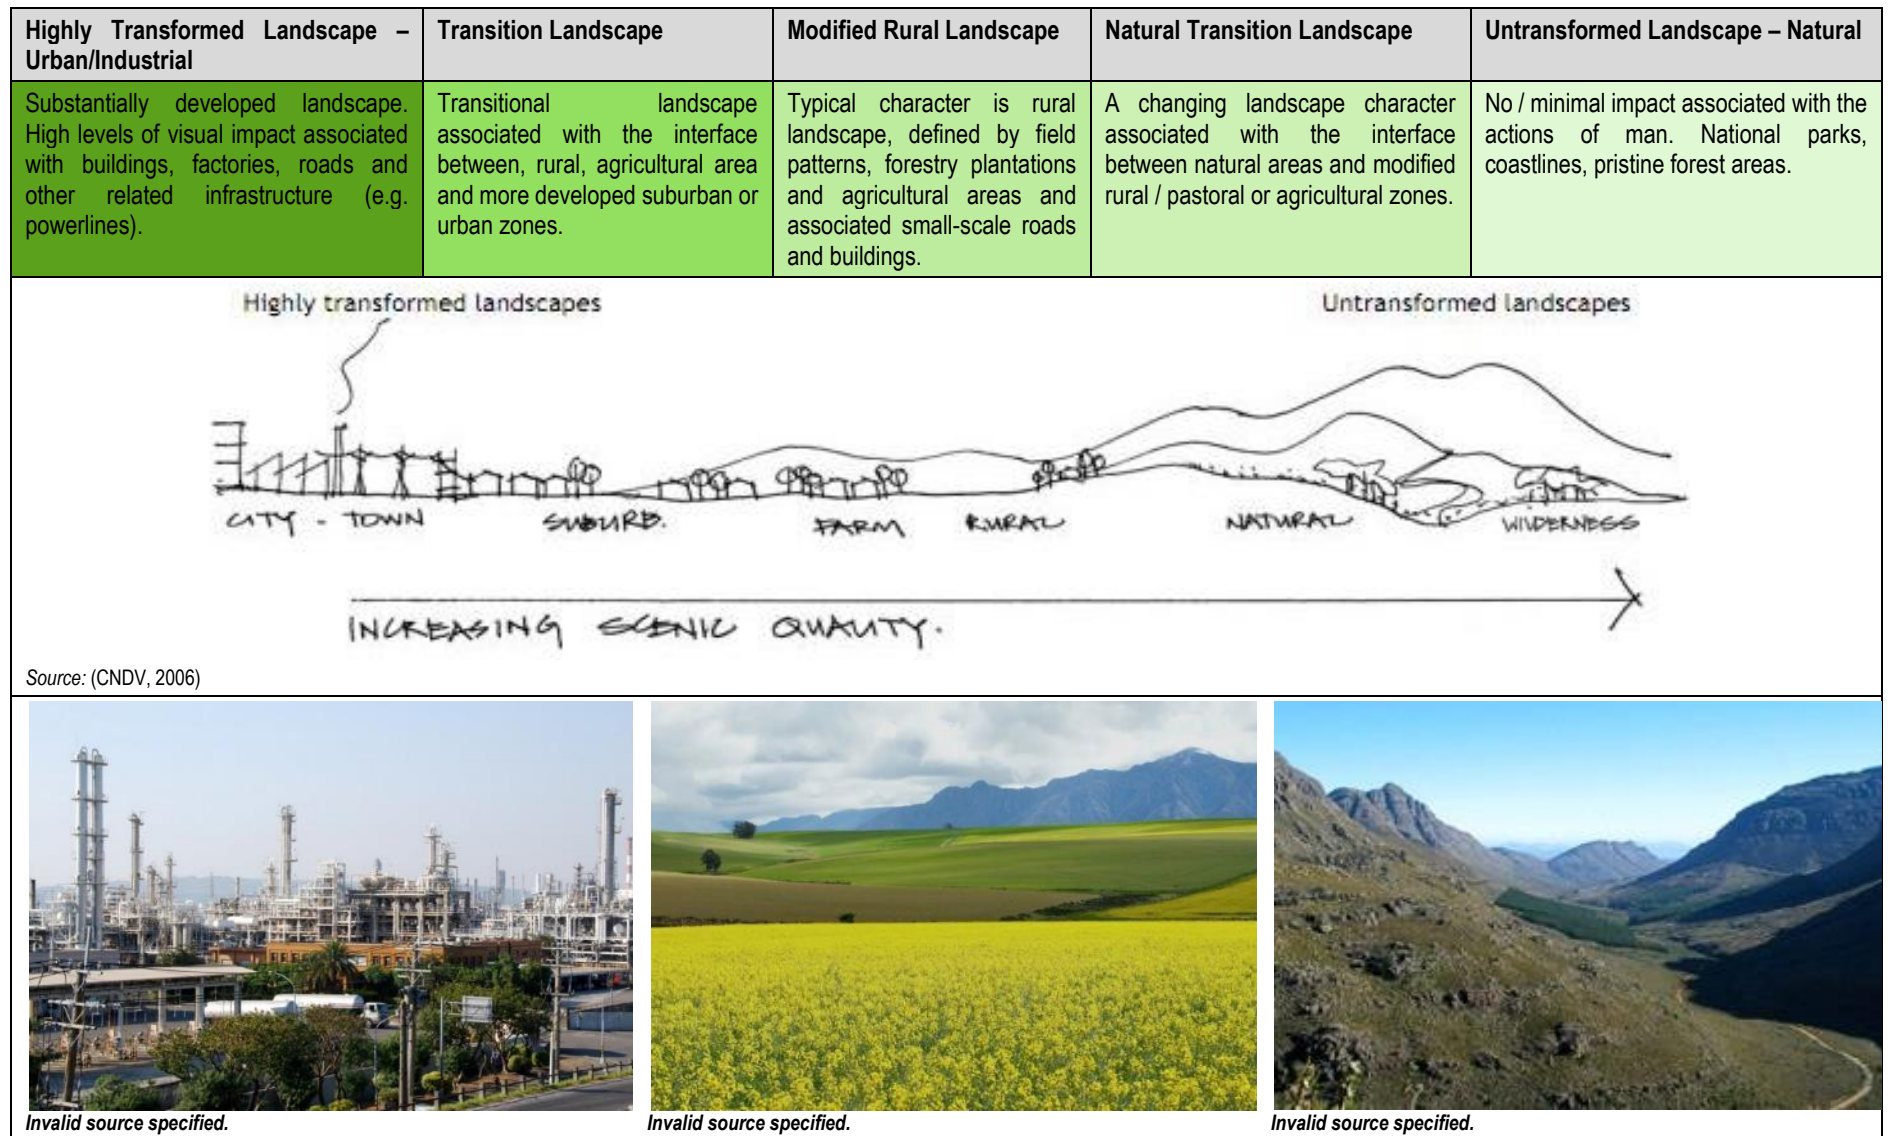 Highly Transformed Landscape –
Urban/Industrial
Transition Landscape
Modified Rural Landscape
Natural Transition Landscape
Untransformed Landscape – Natural
Substantially developed landscape.
High levels of visual impact associated
with buildings, factories, roads and
other related infrastructure (e.g.
powerlines).
Transitional landscape
associated with the interface
between, rural, agricultural area
and more developed suburban or
urban zones.
Typical character is rural
landscape, defined by field
patterns, forestry plantations
and agricultural areas and
associated small-scale roads
and buildings.
A changing landscape character
associated with the interface
between natural areas and modified
rural / pastoral or agricultural zones.
No / minimal impact associated with the
actions of man. National parks,
coastlines, pristine forest areas.
Highly transformed landscapes
Untransformed landscapes
CITY - TOWN
SUBURB.
FARM
RURAL
NATURAL
WILDERNESS
INCREASING SCENIC QUALITY.
Source: (CNDV, 2006)
Invalid source specified.
Invalid source specified.
Invalid source specified.